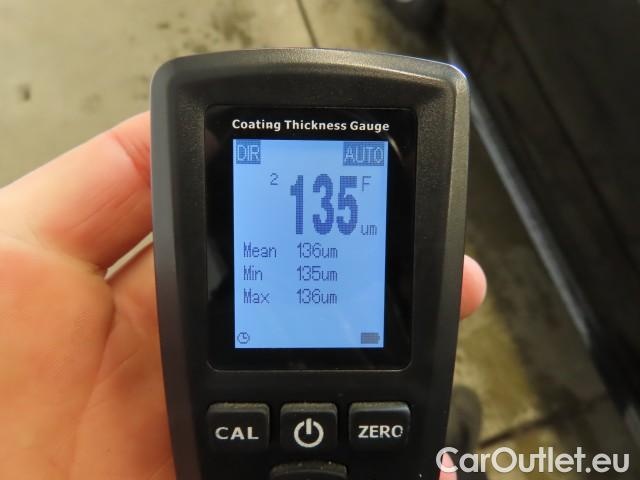 Coating Thickness Gauge
DIR AUTO
2 135 F um
Mean 136um
Min 135um
Max 136um
CAL ZERO
CarOutlet.eu